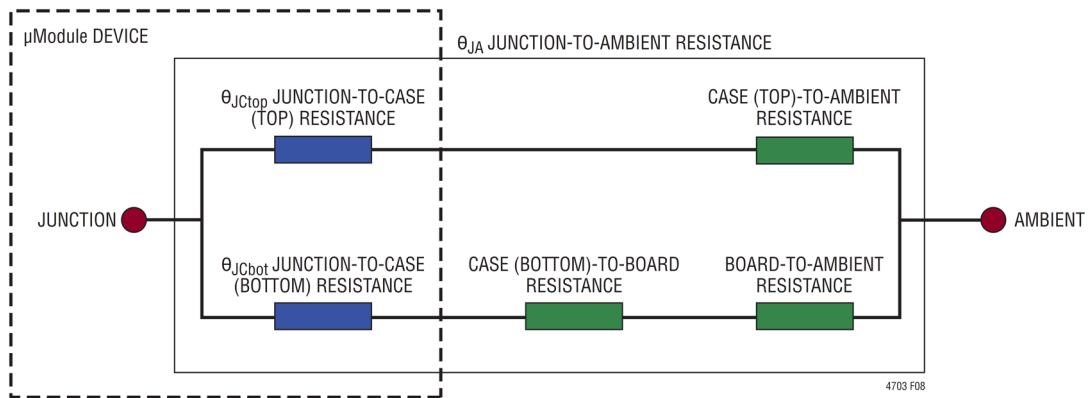 µModule DEVICE
θJA JUNCTION-TO-AMBIENT RESISTANCE
θJCtop JUNCTION-TO-CASE
(TOP) RESISTANCE
CASE (TOP)-TO-AMBIENT
RESISTANCE
JUNCTION
AMBIENT
θJCbot JUNCTION-TO-CASE
(BOTTOM) RESISTANCE
CASE (BOTTOM)-TO-BOARD
RESISTANCE
BOARD-TO-AMBIENT
RESISTANCE
4703 F08